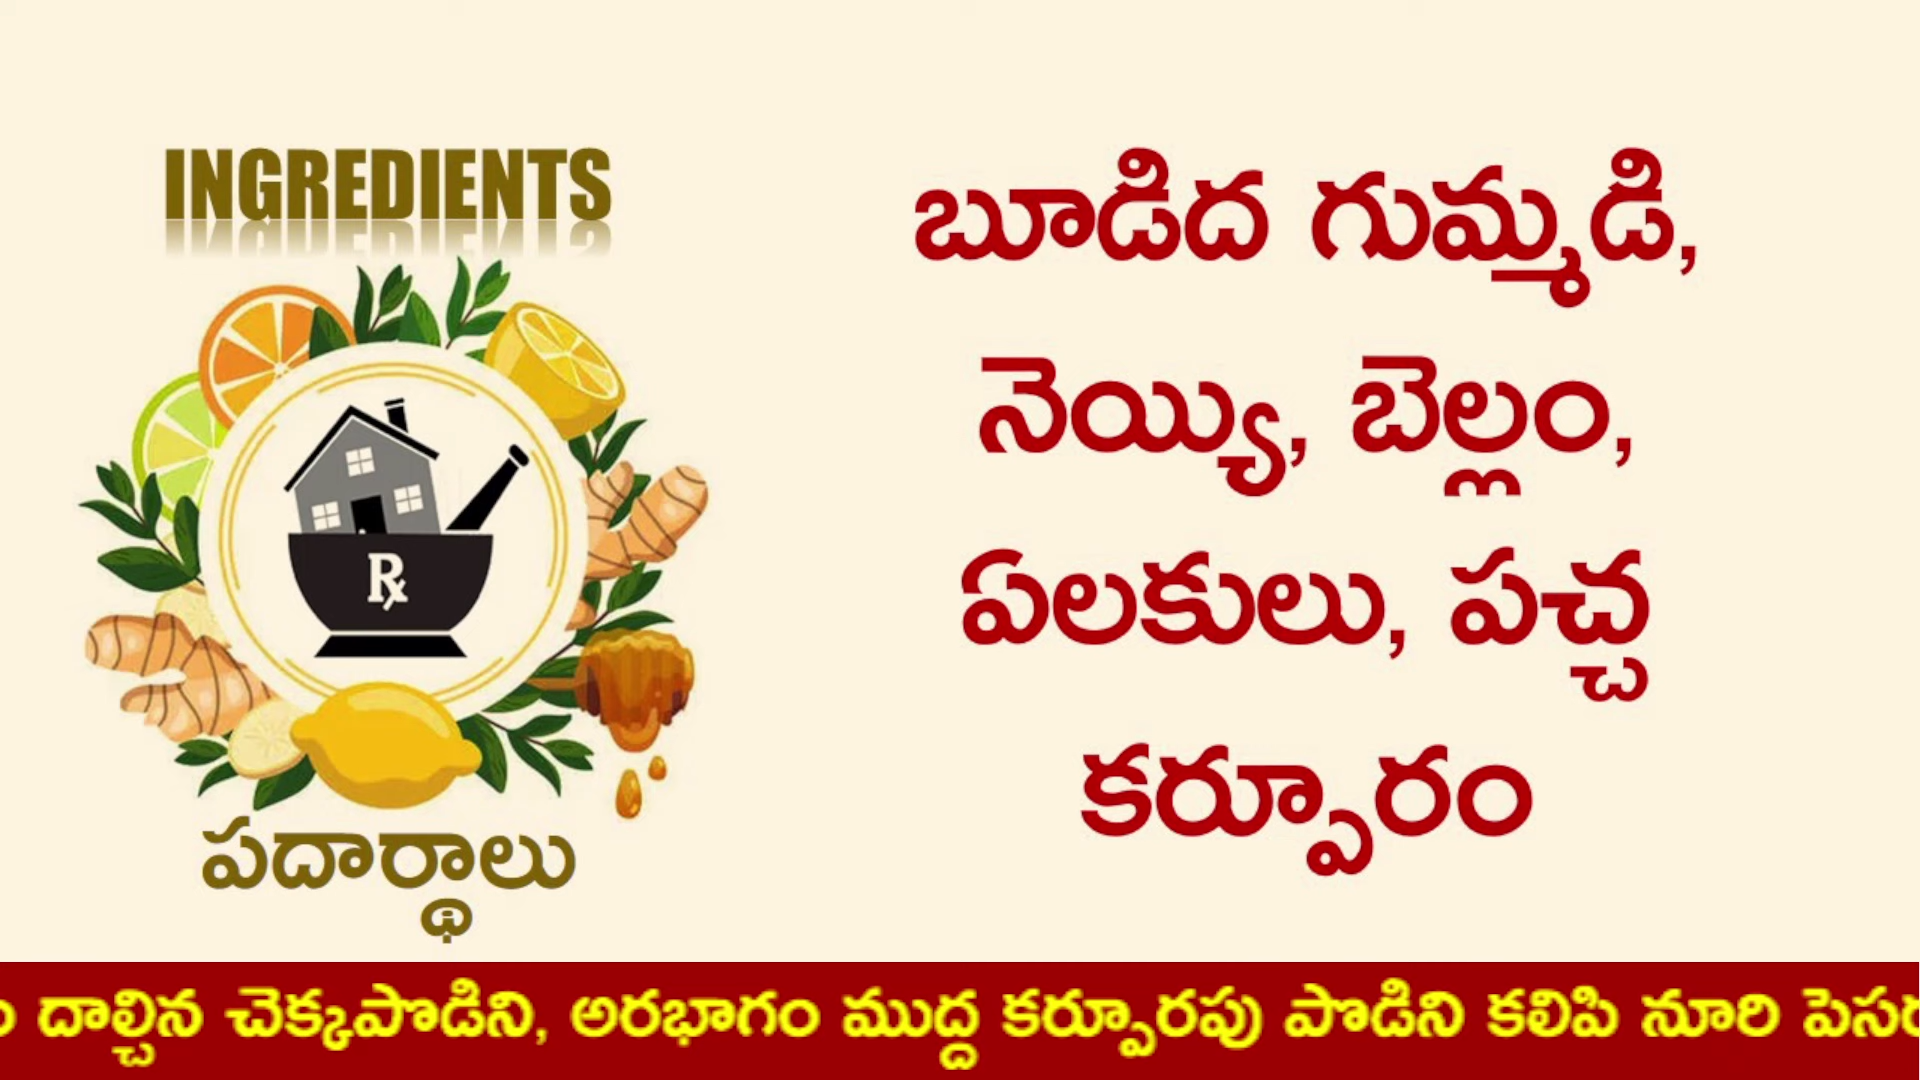 INGREDIENTS
R
పదార్థాలు
బూడిద గుమ్మడి,
నెయ్యి, బెల్లం,
ఏలకులు, పచ్చ
కర్పూరం
దాల్చిన చెక్కపొడిని, అరభాగం ముద్ద కర్పూరపు పొడిని కలిపి నూరి